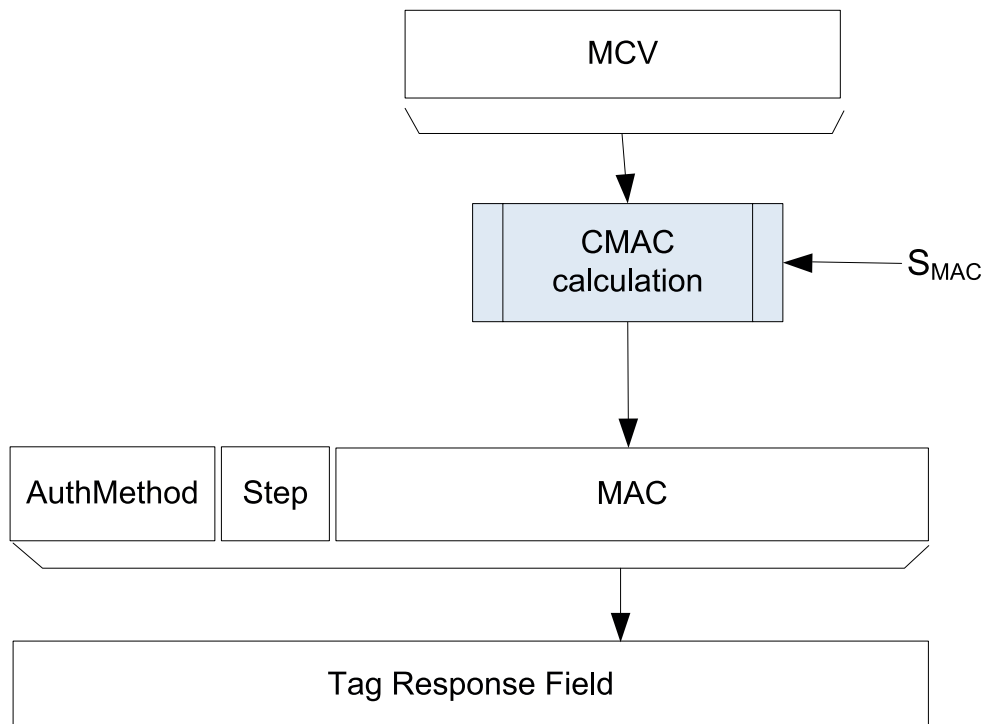 MCV
CMAC
calculation
SMAC
AuthMethod Step MAC
Tag Response Field